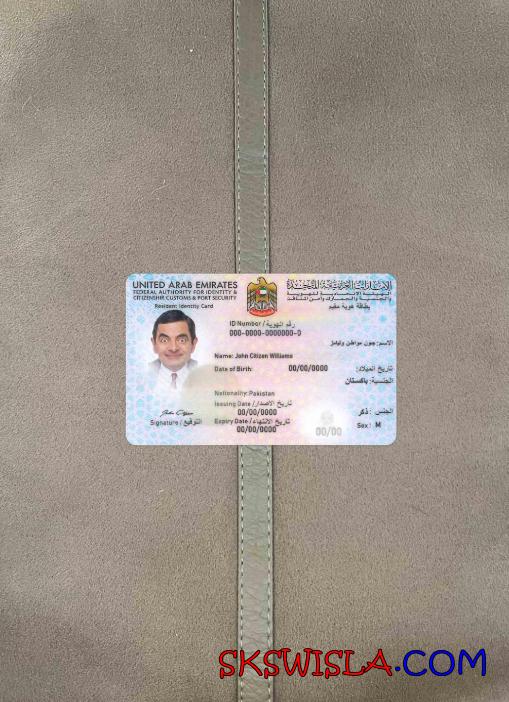 UNITED ARAB EMIRATES
FEDERAL AUTHORITY FOR IDENTITY &
CITIZENSHIP CUSTOMS & PORT SECURITY
Resident Identity Card
الإمارات العربية المتحدة
الهيئة الاتحادية للهوية
والجنسية والجمارك وأمن المنافذ
بطاقة هوية مقيم
ID Number / رقم الهوية
000-0000-0000000-0
الاسم: جون مواطن وليامز
Name: John Citizen Williams
Date of Birth: 00/00/0000 تاريخ الميلاد:
الجنسية: باكستان
Nationality: Pakistan
Issuing Date / تاريخ الاصدار
00/00/0000
الجنس: ذكر
Expiry Date / تاريخ الانتهاء
00/00/0000
Sex: M
00/00
Signature / التوقيع
SKSWISLA.COM